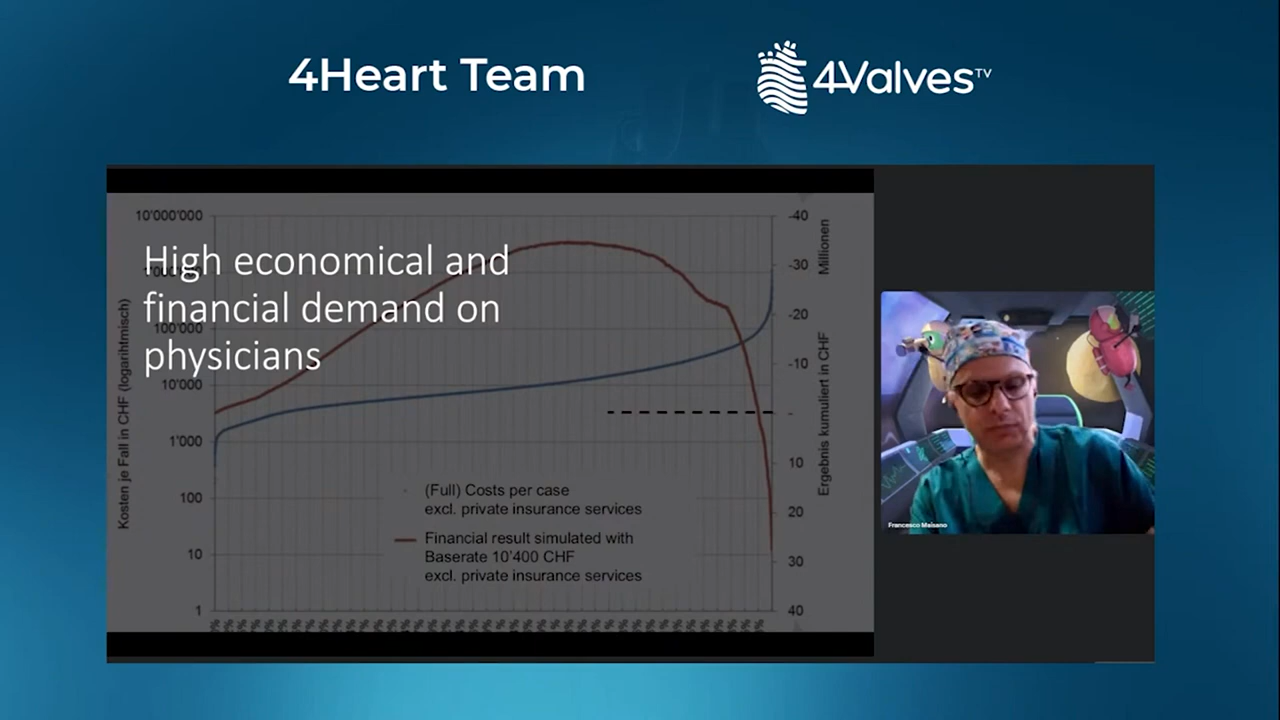 4Heart Team
4Valves TV
High economical and
financial demand on
physicians
10'000'000
100'000
10'000
1'000
100
10
1
Kosten je Fall in CHF (logarihtmisch)
(Full) Costs per case
excl. private insurance services
Financial result simulated with
Baserate 10'400 CHF
excl. private insurance services
-40
-30
-20
-10
-
10
20
30
40
Millionen
Ergebnis kumuliert in CHF
Francesco Maisano